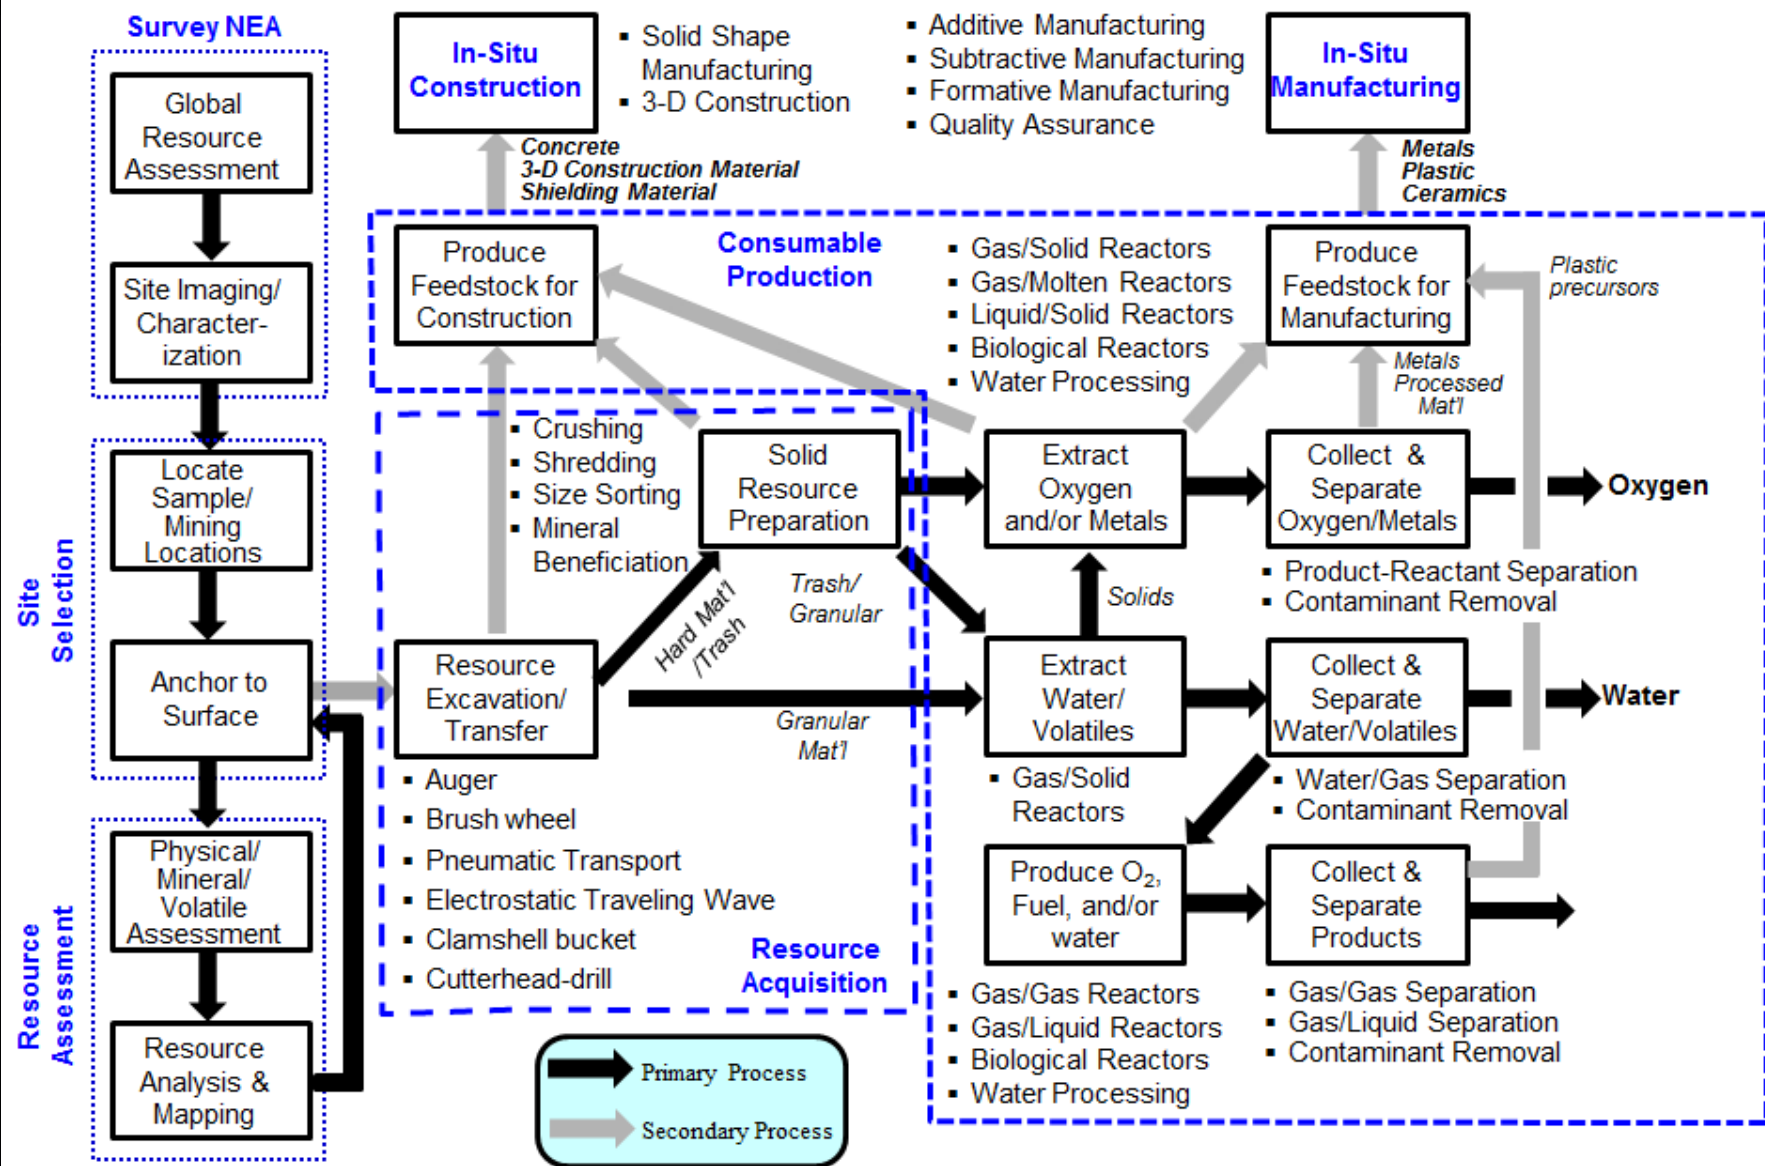 Survey NEA
Global
Resource
Assessment
Site Imaging/
Character-
ization
Site
Selection
Locate
Sample/
Mining
Locations
Anchor to
Surface
Resource
Assessment
Physical/
Mineral/
Volatile
Assessment
Resource
Analysis &
Mapping
In-Situ
Construction
▪ Solid Shape
Manufacturing
▪ 3-D Construction
▪ Additive Manufacturing
▪ Subtractive Manufacturing
▪ Formative Manufacturing
▪ Quality Assurance
In-Situ
Manufacturing
Concrete
3-D Construction Material
Shielding Material
Metals
Plastic
Ceramics
Produce
Feedstock for
Construction
Consumable
Production
▪ Gas/Solid Reactors
▪ Gas/Molten Reactors
▪ Liquid/Solid Reactors
▪ Biological Reactors
▪ Water Processing
Produce
Feedstock for
Manufacturing
Plastic
precursors
Metals
Processed
Mat'l
▪ Crushing
▪ Shredding
▪ Size Sorting
▪ Mineral
Beneficiation
Solid
Resource
Preparation
Extract
Oxygen
and/or Metals
Collect &
Separate
Oxygen/Metals
Oxygen
▪ Product-Reactant Separation
▪ Contaminant Removal
Hard Mat'l
/Trash
Trash/
Granular
Solids
Resource
Excavation/
Transfer
Granular
Mat'l
Extract
Water/
Volatiles
Collect &
Separate
Water/Volatiles
Water
▪ Auger
▪ Brush wheel
▪ Pneumatic Transport
▪ Electrostatic Traveling Wave
▪ Clamshell bucket
▪ Cutterhead-drill
Resource
Acquisition
▪ Gas/Solid
Reactors
▪ Water/Gas Separation
▪ Contaminant Removal
Produce O₂,
Fuel, and/or
water
Collect &
Separate
Products
▪ Gas/Gas Reactors
▪ Gas/Liquid Reactors
▪ Biological Reactors
▪ Water Processing
▪ Gas/Gas Separation
▪ Gas/Liquid Separation
▪ Contaminant Removal
Primary Process
Secondary Process